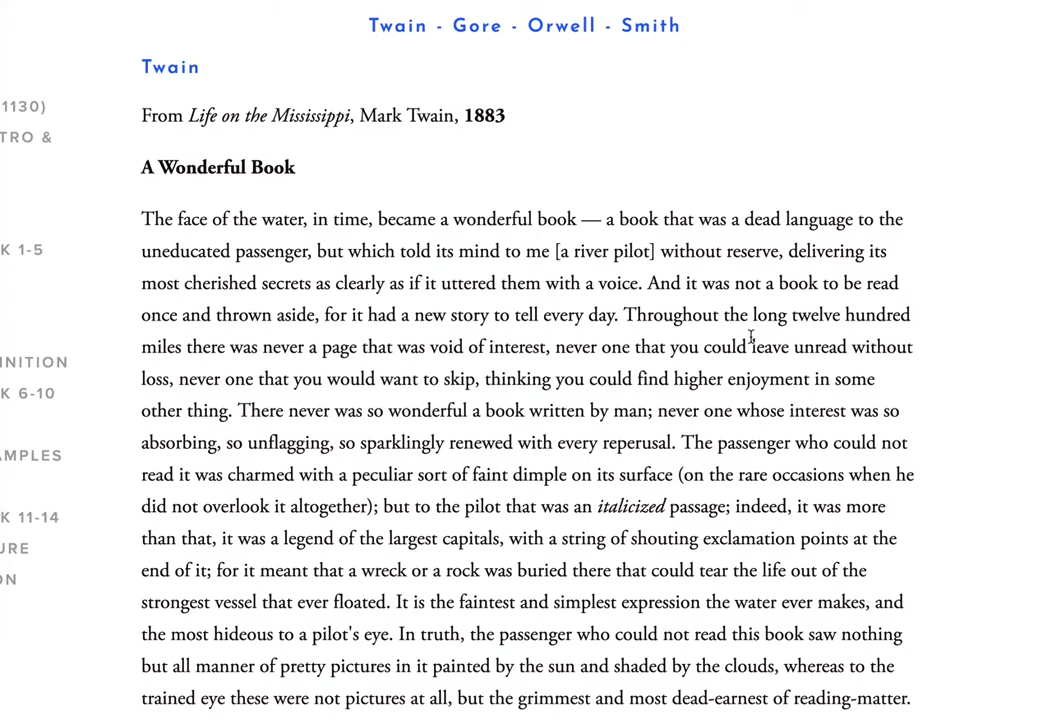 Twain - Gore - Orwell - Smith
Twain
1130)
From Life on the Mississippi, Mark Twain, 1883
TRO &
A Wonderful Book
The face of the water, in time, became a wonderful book — a book that was a dead language to the
K 1-5
uneducated passenger, but which told its mind to me [a river pilot] without reserve, delivering its
most cherished secrets as clearly as if it uttered them with a voice. And it was not a book to be read
once and thrown aside, for it had a new story to tell every day. Throughout the long twelve hundred
miles there was never a page that was void of interest, never one that you could leave unread without
INITION
loss, never one that you would want to skip, thinking you could find higher enjoyment in some
K 6-10
other thing. There never was so wonderful a book written by man; never one whose interest was so
absorbing, so unflagging, so sparklingly renewed with every reperusal. The passenger who could not
AMPLES
read it was charmed with a peculiar sort of faint dimple on its surface (on the rare occasions when he
did not overlook it altogether); but to the pilot that was an italicized passage; indeed, it was more
K 11-14
than that, it was a legend of the largest capitals, with a string of shouting exclamation points at the
URE
end of it; for it meant that a wreck or a rock was buried there that could tear the life out of the
ON
strongest vessel that ever floated. It is the faintest and simplest expression the water ever makes, and
the most hideous to a pilot's eye. In truth, the passenger who could not read this book saw nothing
but all manner of pretty pictures in it painted by the sun and shaded by the clouds, whereas to the
trained eye these were not pictures at all, but the grimmest and most dead-earnest of reading-matter.